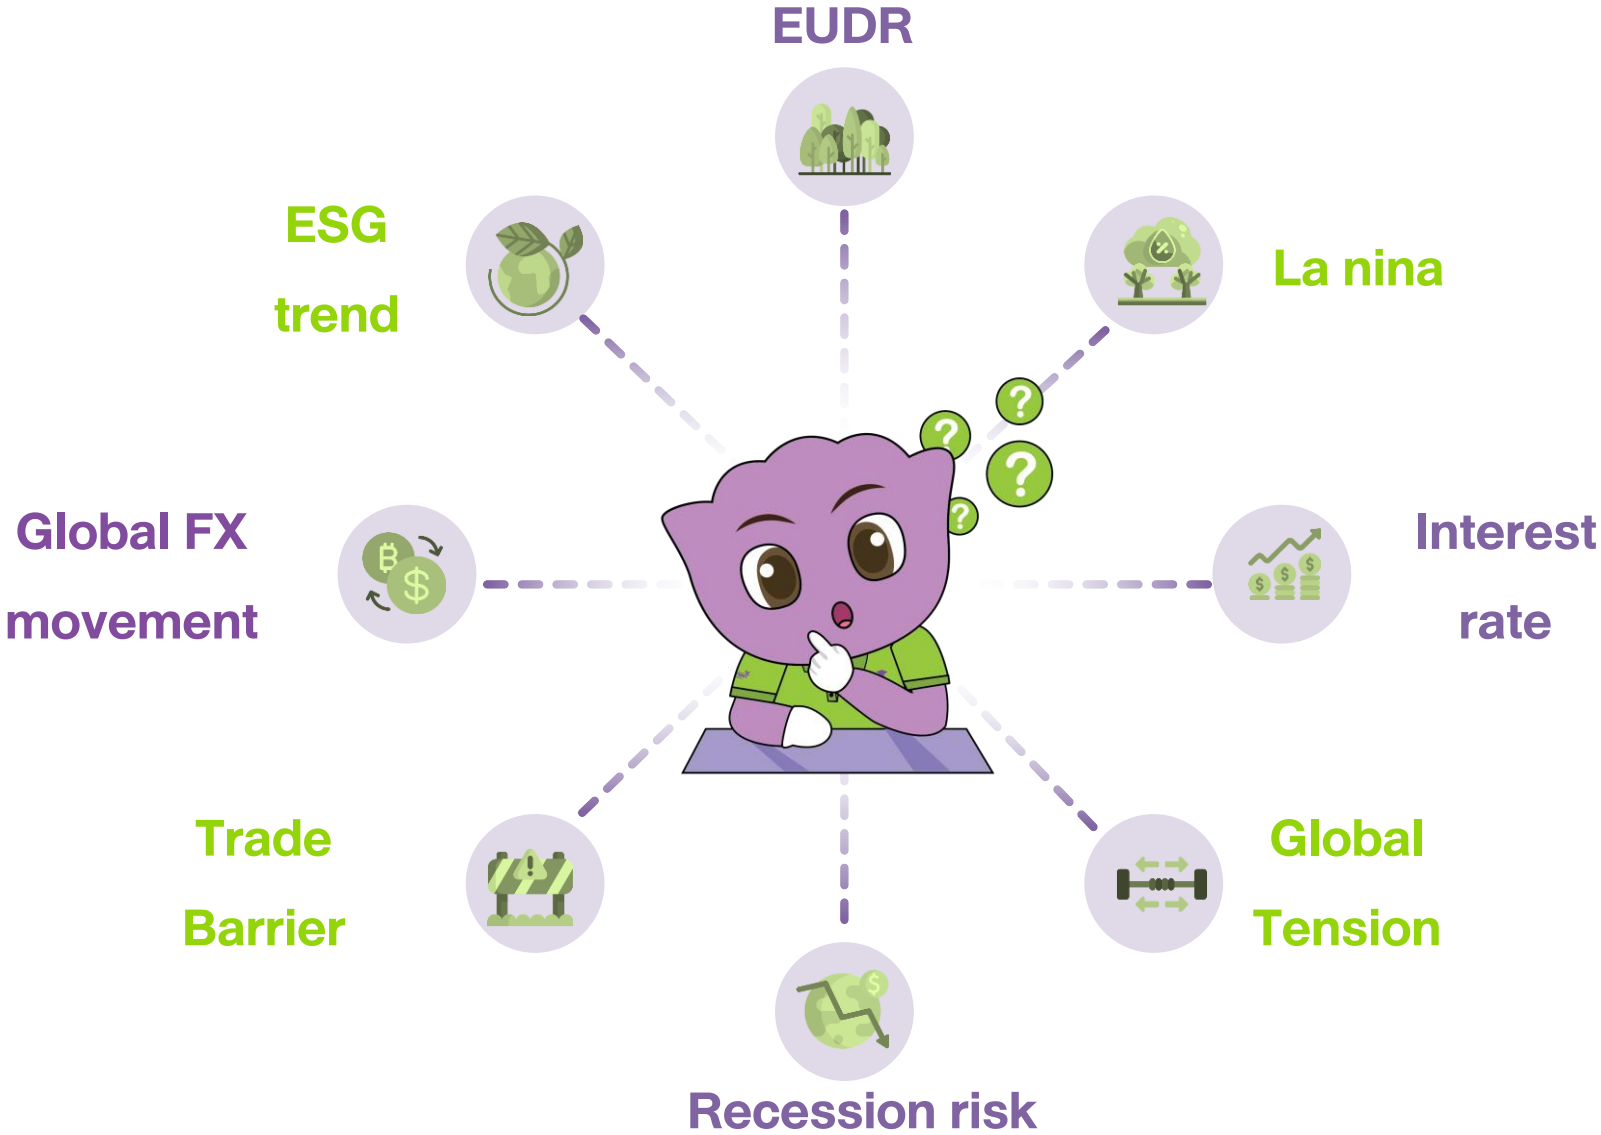 EUDR
ESG
trend
La nina
Global FX
movement
Interest
rate
Trade
Barrier
Global
Tension
Recession risk